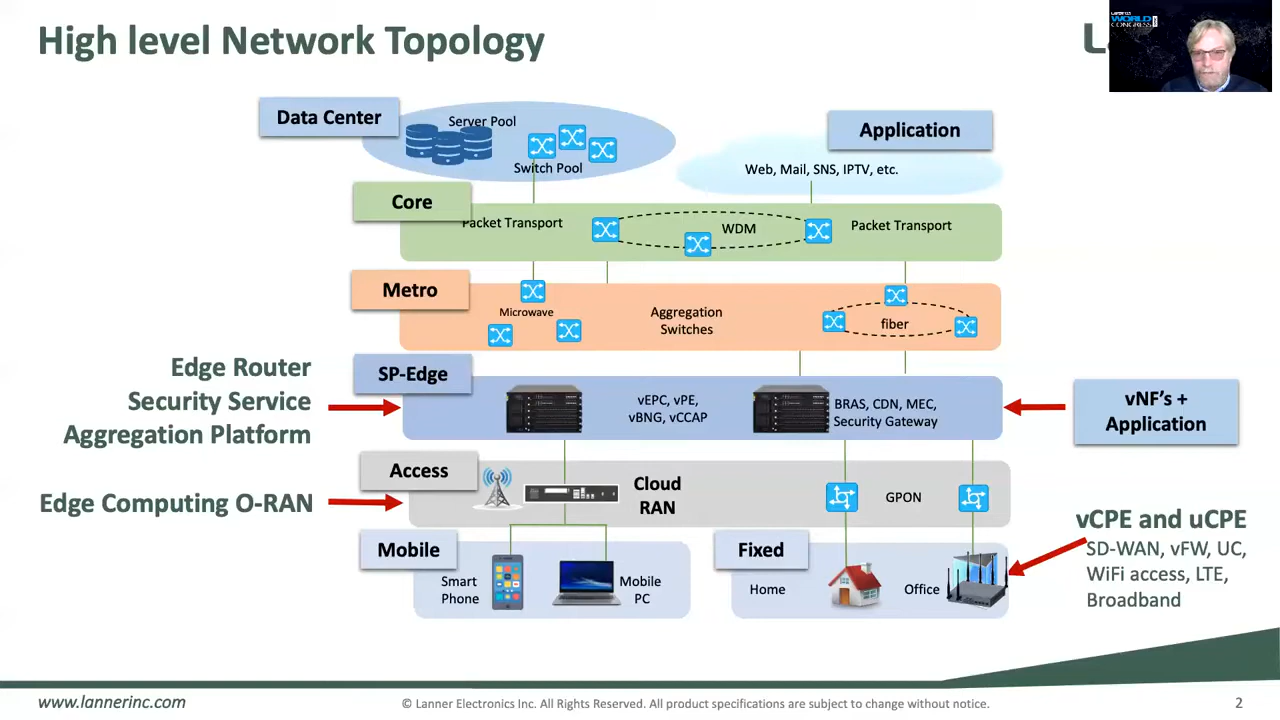 High level Network Topology
WORLD
CONGRESS
Data Center
Server Pool
Switch Pool
Application
Web, Mail, SNS, IPTV, etc.
Core
Packet Transport
WDM
Packet Transport
Metro
Microwave
Aggregation
Switches
fiber
Edge Router
Security Service
Aggregation Platform
SP-Edge
vEPC, vPE,
vBNG, vCCAP
BRAS, CDN, MEC,
Security Gateway
vNF's +
Application
Edge Computing O-RAN
Access
Cloud
RAN
GPON
Mobile
Smart
Phone
Mobile
PC
Fixed
Home
Office
vCPE and uCPE
SD-WAN, vFW, UC,
WiFi access, LTE,
Broadband
www.lannerinc.com
© Lanner Electronics Inc. All Rights Reserved. All product specifications are subject to change without notice.
2